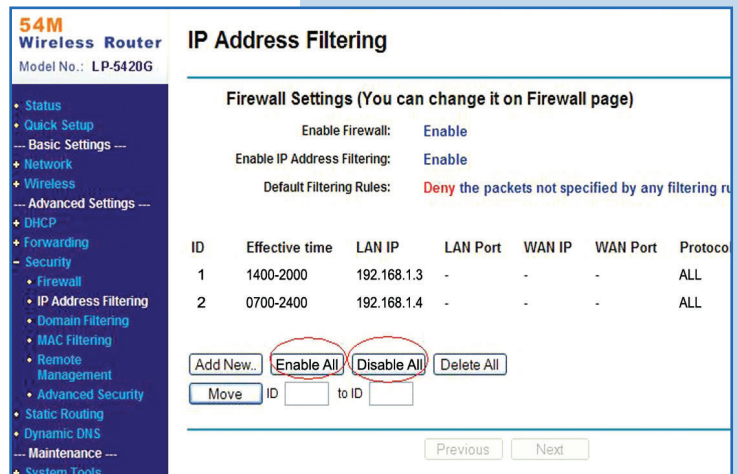 54M
Wireless Router
Model No.: LP-5420G
• Status
• Quick Setup
--- Basic Settings ---
+ Network
+ Wireless
--- Advanced Settings ---
+ DHCP
+ Forwarding
- Security
• Firewall
• IP Address Filtering
• Domain Filtering
• MAC Filtering
• Remote
Management
• Advanced Security
• Static Routing
• Dynamic DNS
--- Maintenance ---
+ System Tools
IP Address Filtering
Firewall Settings (You can change it on Firewall page)
Enable Firewall: Enable
Enable IP Address Filtering: Enable
Default Filtering Rules: Deny the packets not specified by any filtering ru
ID Effective time LAN IP LAN Port WAN IP WAN Port Protocol
1 1400-2000 192.168.1.3 - - - ALL
2 0700-2400 192.168.1.4 - - - ALL
Add New.. Enable All Disable All Delete All
Move ID to ID
Previous Next